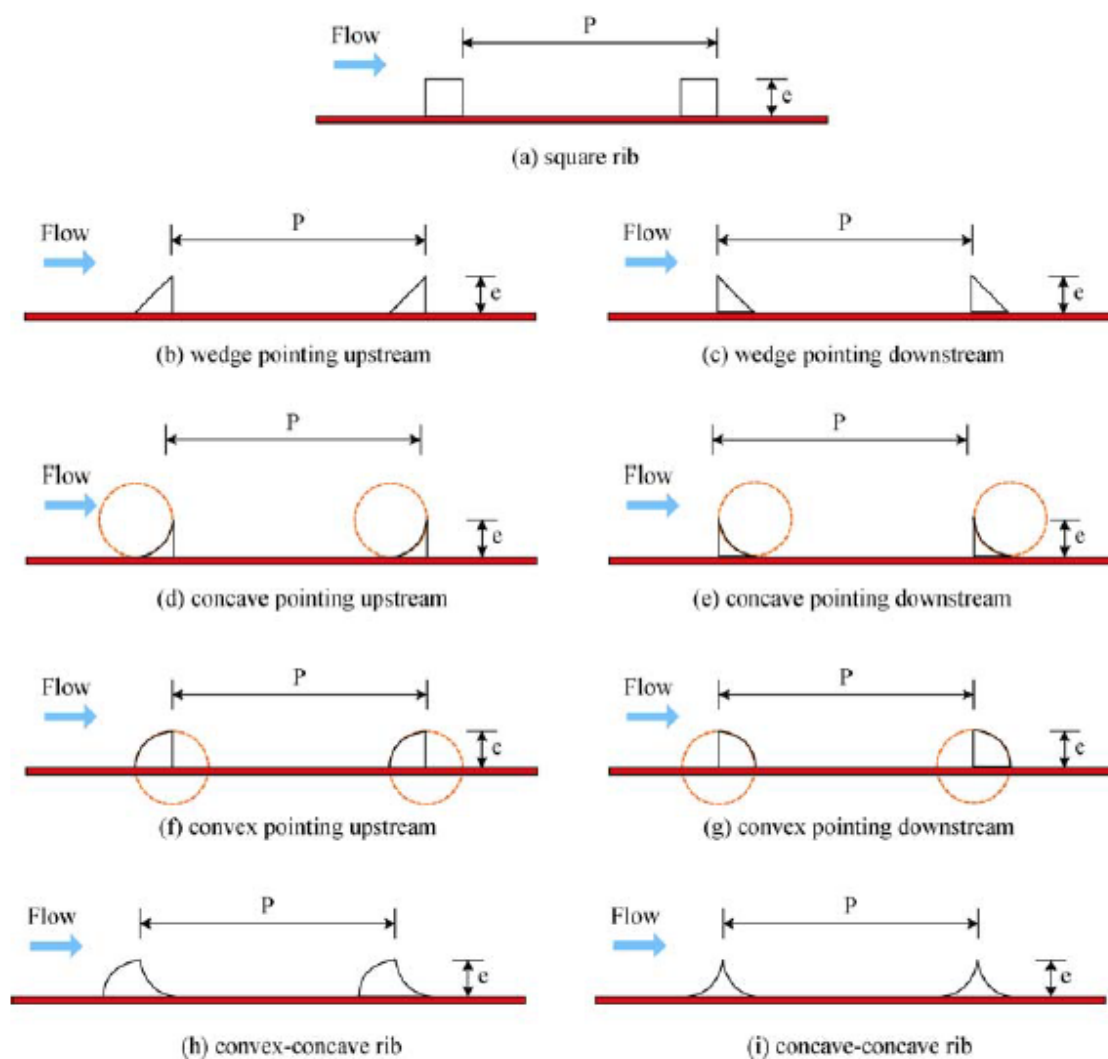 P
Flow
e
(a) square rib
P
P
Flow
Flow
e
e
(b) wedge pointing upstream
(c) wedge pointing downstream
P
P
Flow
Flow
e
e
(d) concave pointing upstream
(e) concave pointing downstream
P
P
Flow
Flow
e
e
(f) convex pointing upstream
(g) convex pointing downstream
P
P
Flow
Flow
e
e
(h) convex-concave rib
(i) concave-concave rib